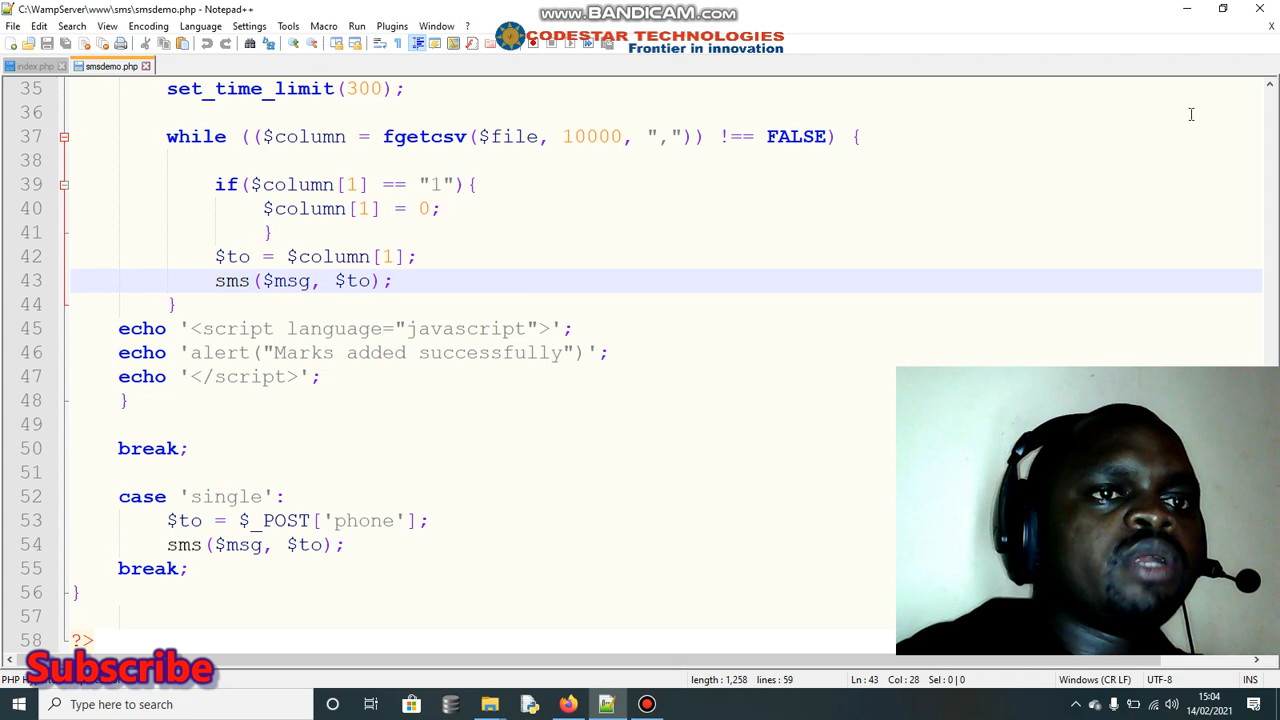 C:\WampServer\www\sms\smsdemo.php - Notepad++
www.BANDICAM.com
File Edit Search View Encoding Language Settings Tools Macro Run Plugins Window ?
X
CODESTAR TECHNOLOGIES
Frontier in innovation
index.php smsdemo.php
35 set_time_limit(300);
36
37 while (($column = fgetcsv($file, 10000, ",")) !== FALSE) {
38
39 if($column[1] == "1"){
40 $column[1] = 0;
41 }
42 $to = $column[1];
43 sms($msg, $to);
44 }
45 echo '<script language="javascript">';
46 echo 'alert("Marks added successfully")';
47 echo '</script>';
48 }
49
50 break;
51
52 case 'single':
53 $to = $_POST['phone'];
54 sms($msg, $to);
55 break;
56 }
57
58 ?>
Subscribe
PHP Hyper length : 1,259 lines : 59 Ln : 43 Col : 28 Sel : 0 | 0 Windows (CR LF) UTF-8 INS
Type here to search
15:04
14/02/2021